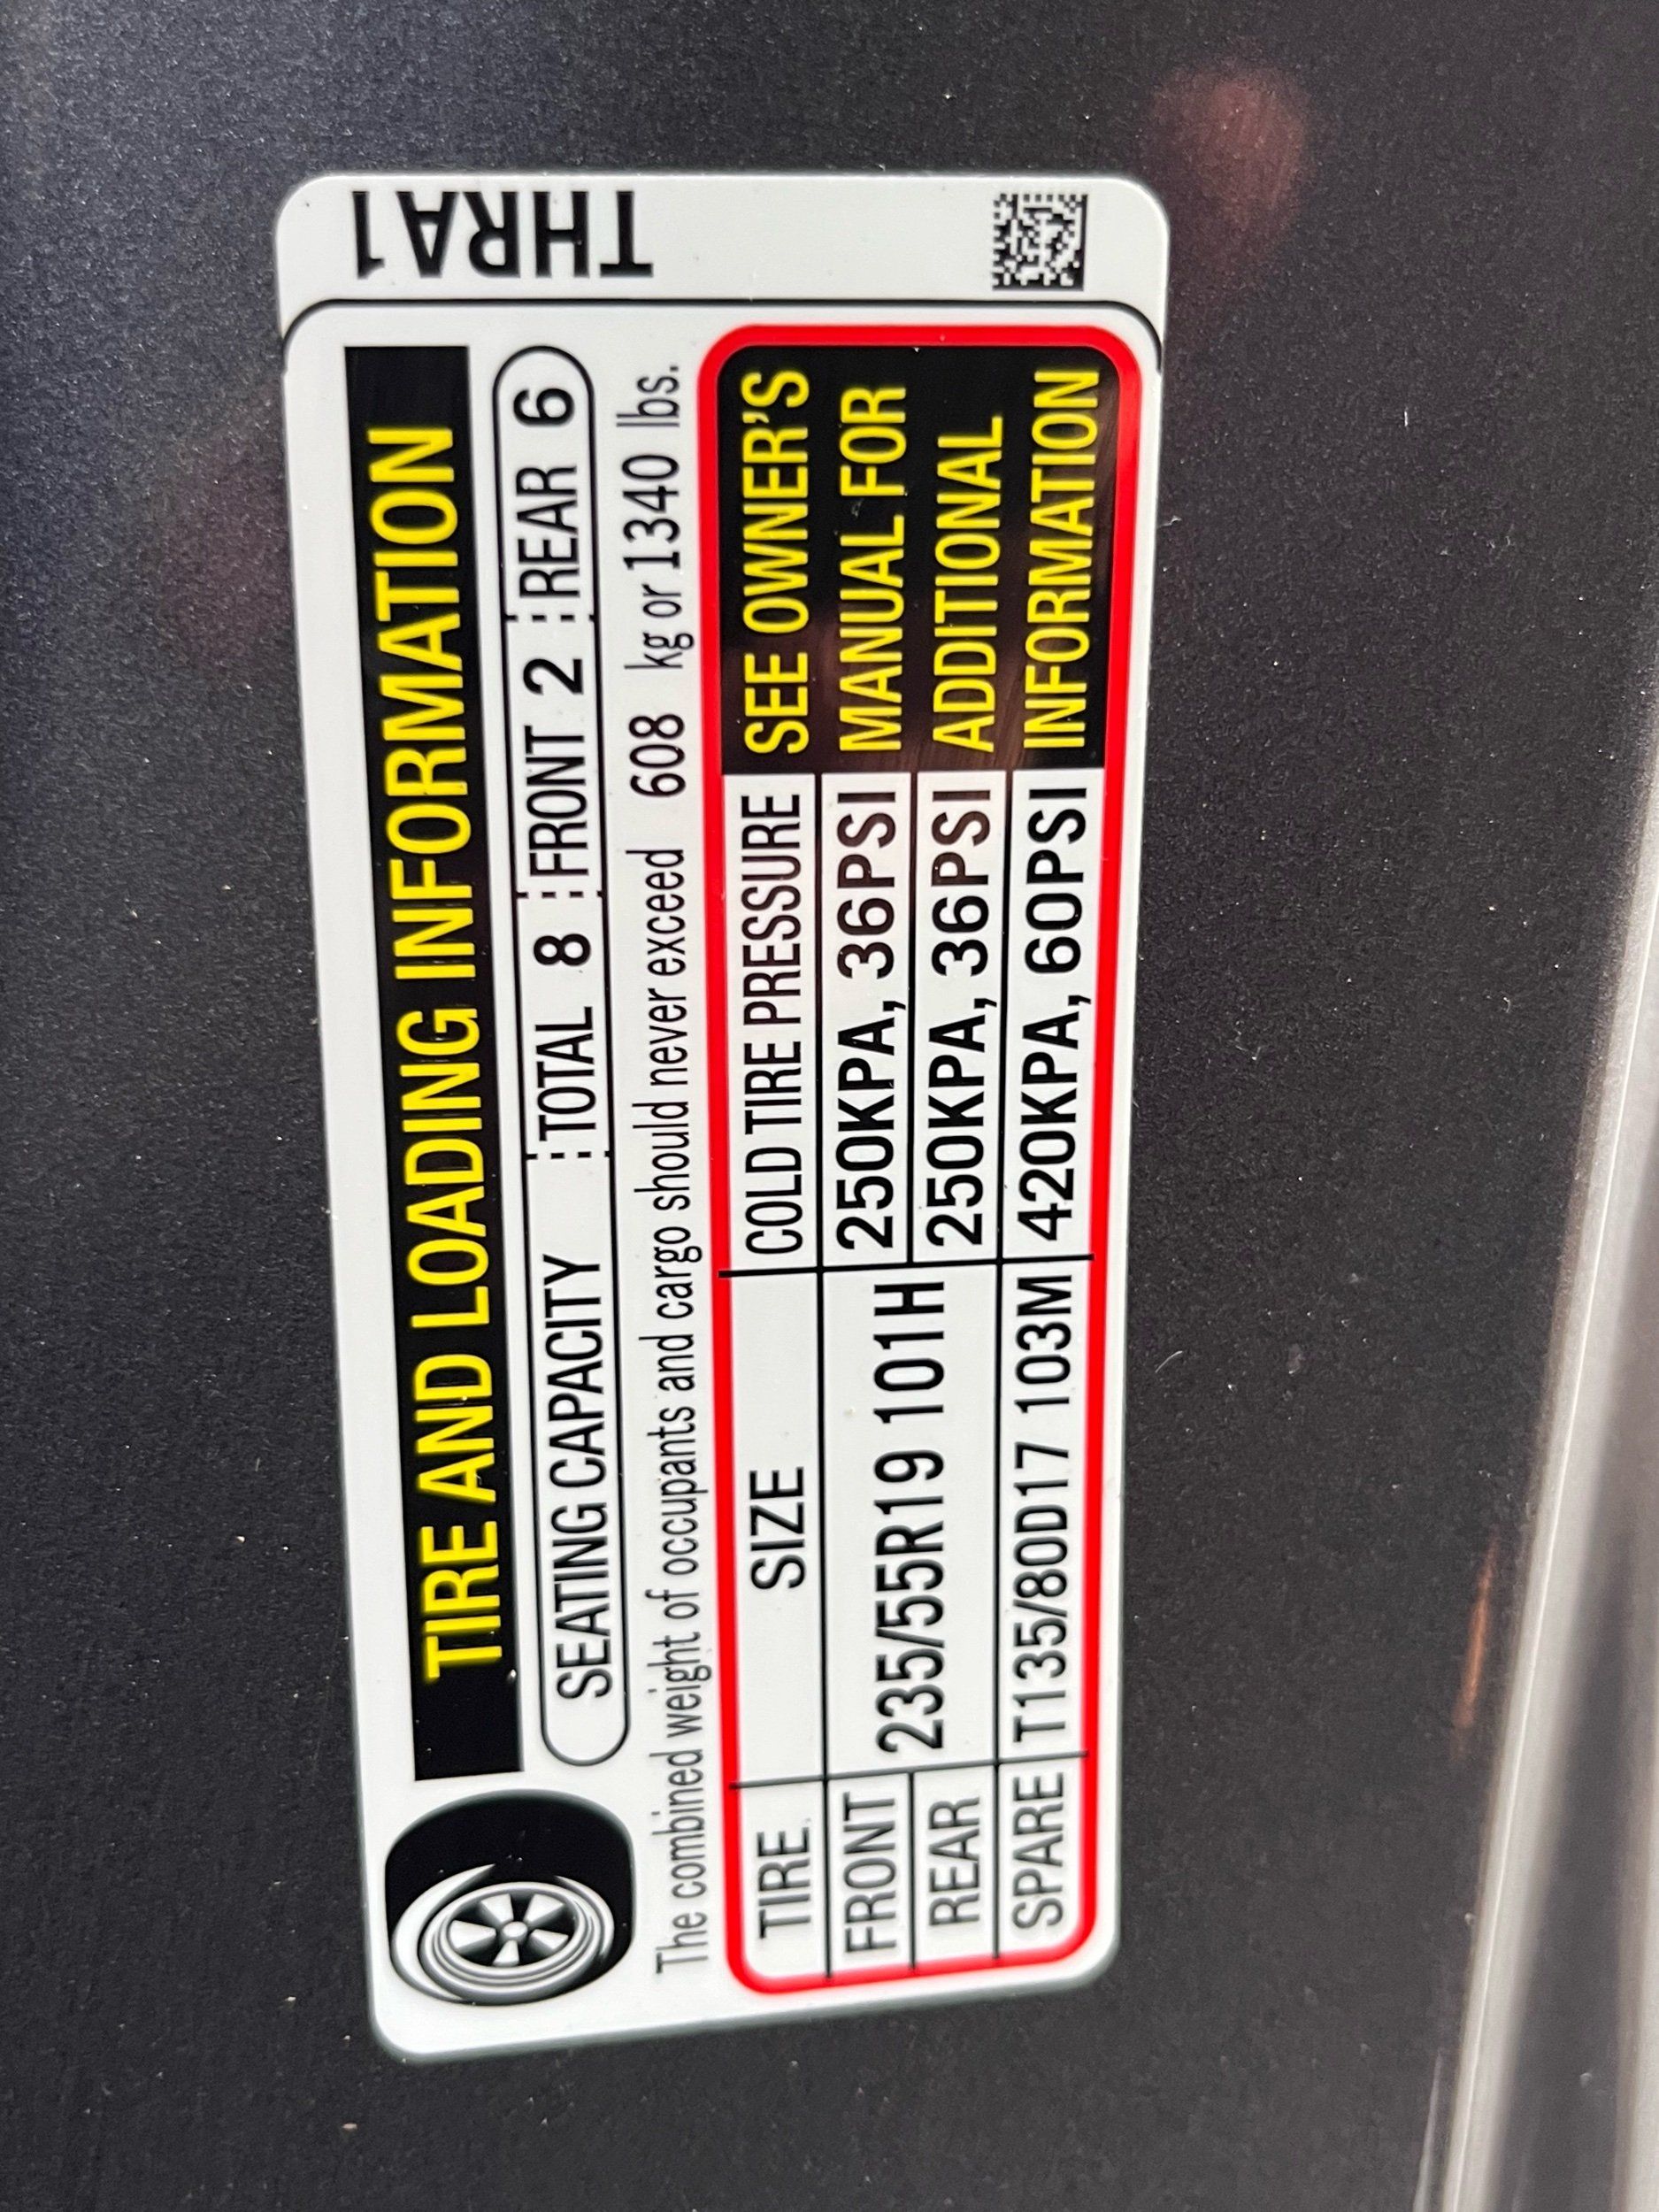 TIRE AND LOADING INFORMATION
SEATING CAPACITY TOTAL 8 FRONT 2 REAR 6
The combined weight of occupants and cargo should never exceed 608 kg or 1340 lbs.
TIRE SIZE COLD TIRE PRESSURE
FRONT 235/55R19 101H 250KPA, 36PSI
REAR 250KPA, 36PSI
SPARE T135/80D17 103M 420KPA, 60PSI
SEE OWNER'S
MANUAL FOR
ADDITIONAL
INFORMATION
THRA1